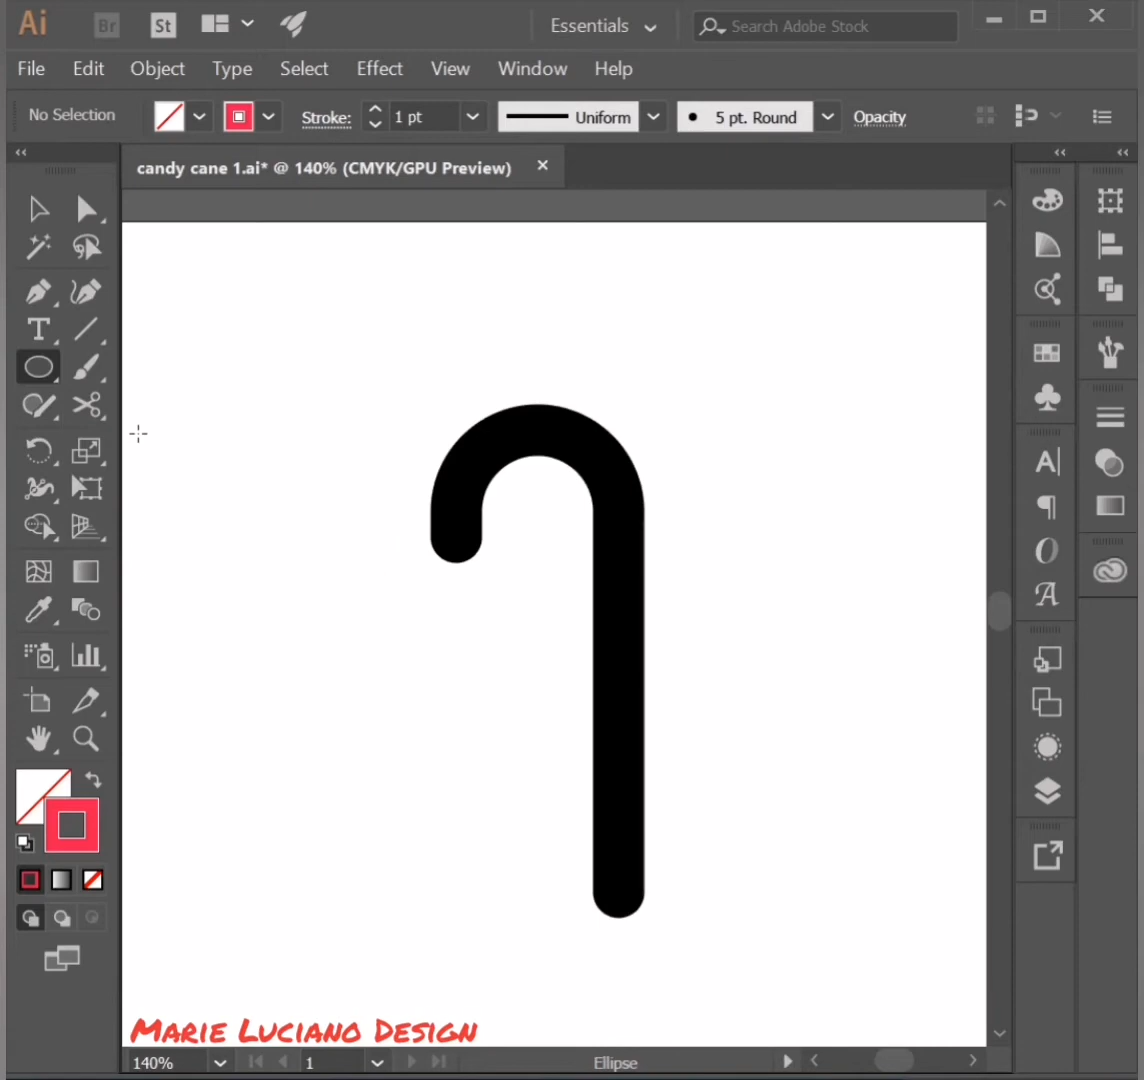 Ai Br St Essentials Search Adobe Stock
File Edit Object Type Select Effect View Window Help
No Selection Stroke: 1 pt Uniform 5 pt. Round Opacity
candy cane 1.ai* @ 140% (CMYK/GPU Preview)
MARIE LUCIANO DESIGN
140% 1 Ellipse